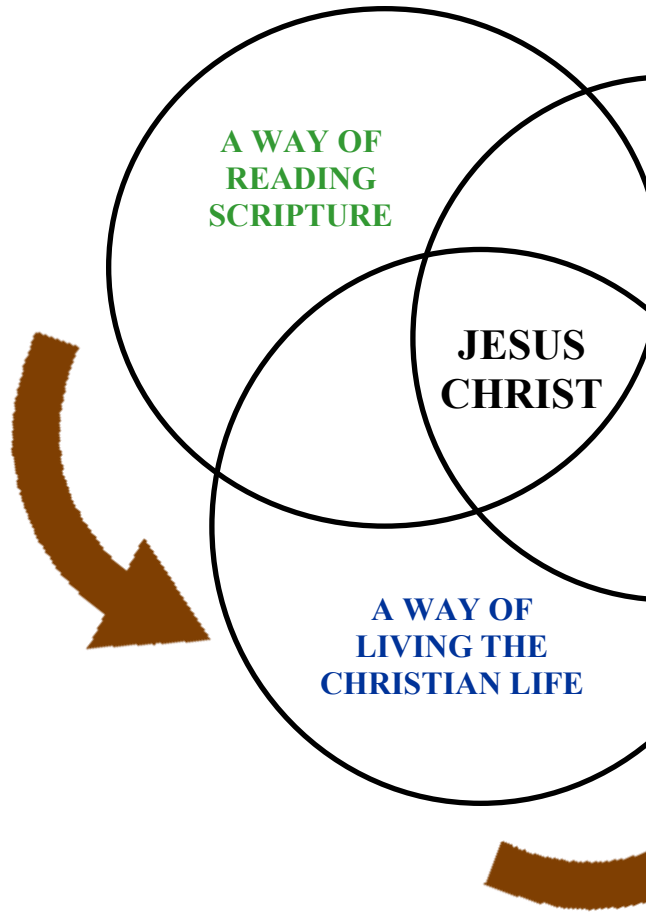 A WAY OF
READING
SCRIPTURE
JESUS
CHRIST
A WAY OF
LIVING THE
CHRISTIAN LIFE